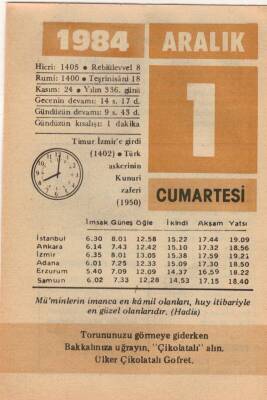 1984
ARALIK
Hicri: 1405 • Rebiülevvel 8
Rumi: 1400 • Teşrinisâni 18
Kasım: 24 • Yılın 336. günü
Gecenin devamı: 14 s. 17 d.
Gündüzün devamı: 9 s. 43 d.
Gündüzün kısalışı: 1 dakika
Timur İzmir'e girdi
(1402) • Türk
askerinin
Kunuri
zaferi
(1950)
1
CUMARTESİ
İmsak Güneş Öğle İkindi Akşam Yatsı
İstanbul 6.30 8.01 12.58 15.22 17.44 19.09
Ankara 6.14 7.43 12.42 15.10 17.32 18.56
İzmir 6.35 8.01 13.05 15.38 17.59 19.21
Adana 6.01 7.25 12.33 15.09 17.30 18.50
Erzurum 5.40 7.09 12.09 14.37 16.59 18.22
Samsun 6.02 7.33 12.28 14.53 17.15 18.40
Mü'minlerin imanca en kâmil olanları, huy itibariyle
en güzel olanlarıdır. (Hadis)
Torununuzu görmeye giderken
Bakkalınıza uğrayın, "Çikolatalı" alın.
Ülker Çikolatalı Gofret.